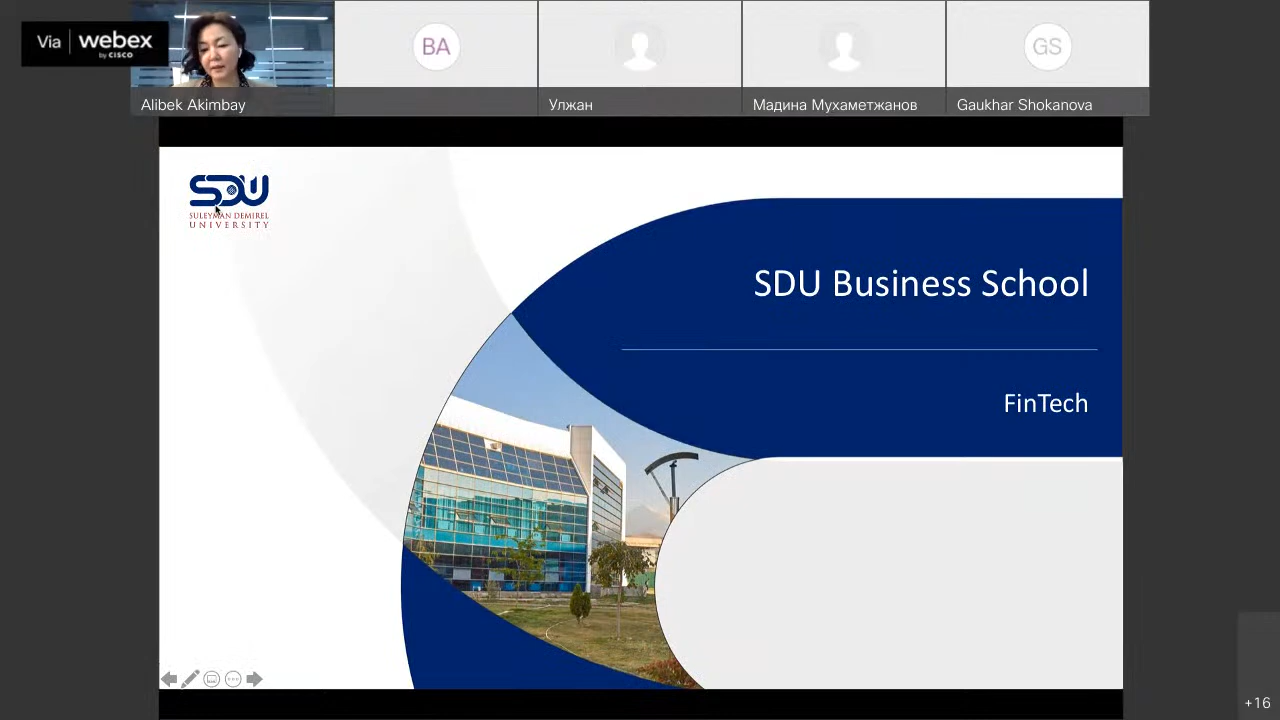 Via webex
by CISCO
Alibek Akimbay
BA
Улжан
Мадина Мухаметжанов
GS
Gaukhar Shokanova
SDU
SULEYMAN DEMIREL
UNIVERSITY
SDU Business School
FinTech
+16